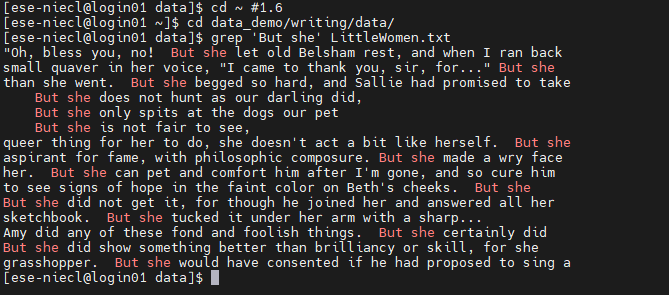 [ese-niecl@login01 data]$ cd ~ #1.6
[ese-niecl@login01 ~]$ cd data_demo/writing/data/
[ese-niecl@login01 data]$ grep 'But she' LittleWomen.txt
"Oh, bless you, no!  But she let old Belsham rest, and when I ran back
small quaver in her voice, "I came to thank you, sir, for..." But she
than she went.  But she begged so hard, and Sallie had promised to take
    But she does not hunt as our darling did,
    But she only spits at the dogs our pet
    But she is not fair to see,
queer thing for her to do, she doesn't act a bit like herself.  But she
aspirant for fame, with philosophic composure. But she made a wry face
her.  But she can pet and comfort him after I'm gone, and so cure him
to see signs of hope in the faint color on Beth's cheeks.  But she
But she did not get it, for though he joined her and answered all her
sketchbook.  But she tucked it under her arm with a sharp...
Amy did any of these fond and foolish things.  But she certainly did
But she did show something better than brilliancy or skill, for she
grasshopper.  But she would have consented if he had proposed to sing a
[ese-niecl@login01 data]$